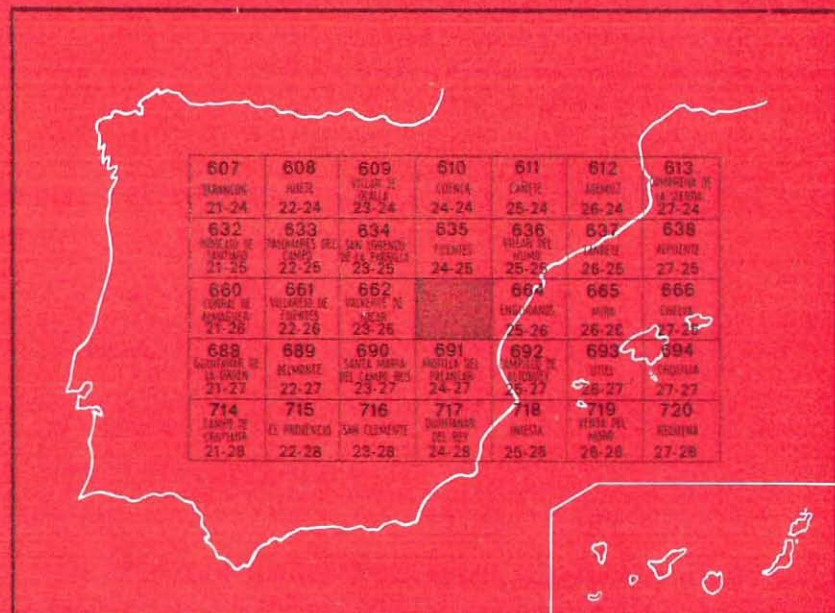 607 608 609 610 611 612 613
TARANCON HUETE VILLAR DE OLALLA CUENCA CAÑETE ADEMUZ CAMARENA DE LA SIERRA
21-24 22-24 23-24 24-24 25-24 26-24 27-24
632 633 634 635 636 637 638
HORCAJO DE SANTIAGO PALOMARES DEL CAMPO SAN LORENZO DE LA PARRILLA FUENTES VILLAR DEL HUMO LANDETE ALPUENTE
21-25 22-25 23-25 24-25 25-25 26-25 27-25
660 661 662 664 665 666
CORRAL DE ALMAGUER VILLAREJO DE FUENTES VALVERDE DE JUCAR ENGUIDANOS MIRA CHELVA
21-26 22-26 23-26 25-26 26-26 27-26
688 689 690 691 692 693 694
QUINTANAR DE LA ORDEN BELMONTE SANTA MARIA DEL CAMPO RUS MOTILLA DEL PALANCAR CAMPILLO DE ALTOBUEY UTIEL CHULILLA
21-27 22-27 23-27 24-27 25-27 26-27 27-27
714 715 716 717 718 719 720
CAMPO DE CRIPTANA EL PROVENCIO SAN CLEMENTE QUINTANAR DEL REY INIESTA VENTA DEL MORO REQUENA
21-28 22-28 23-28 24-28 25-28 26-28 27-28